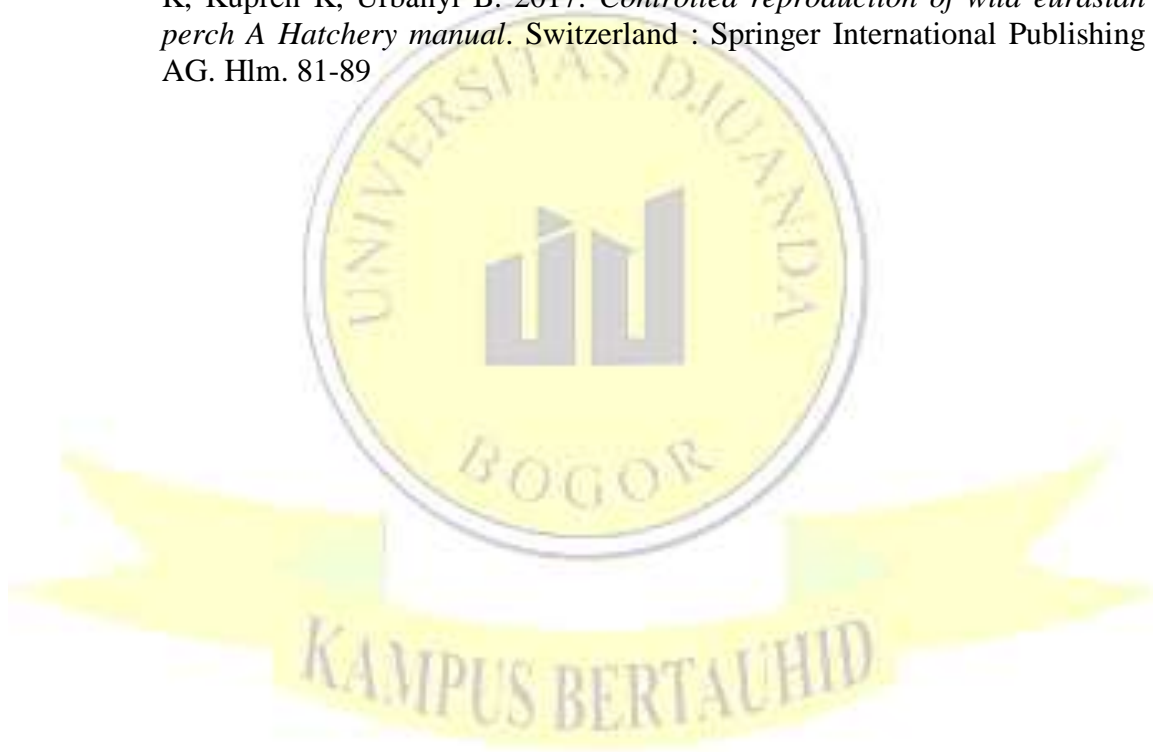 K, Kupren K, Urbanyi B. 2017. Controlled reproduction of wild eurasian
perch A Hatchery manual. Switzerland : Springer International Publishing
AG. Hlm. 81-89
UNIVERSITAS DJUANDA
BOGOR
KAMPUS BERTAUHID